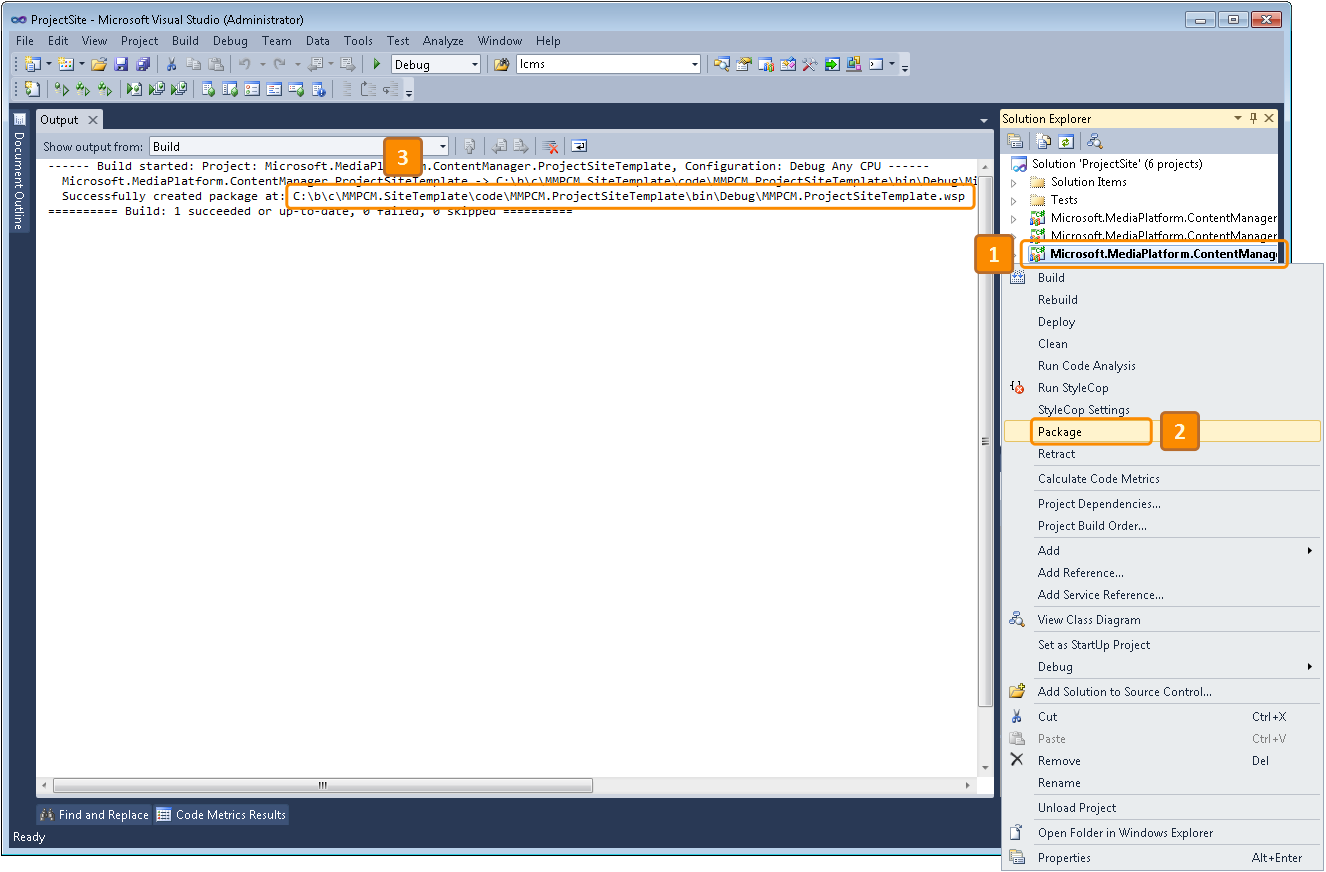 ProjectSite - Microsoft Visual Studio (Administrator)
File Edit View Project Build Debug Team Data Tools Test Analyze Window Help
Debug lcms
Document Outline
Output
Show output from: Build
3
------ Build started: Project: Microsoft.MediaPl .ContentManager.ProjectSiteTemplate, Configuration: Debug Any CPU ------
Microsoft.MediaPlatform.ContentManager.ProjectSiteTemplate -> C:\b\c\MMPCM.SiteTemplate\code\MMPCM.ProjectSiteTemplate\bin\Debug\Mi
Successfully created package at: C:\b\c\MMPCM.SiteTemplate\code\MMPCM.ProjectSiteTemplate\bin\Debug\MMPCM.ProjectSiteTemplate.wsp
========== Build: 1 succeeded or up-to-date, 0 failed, 0 skipped ==========
Find and Replace Code Metrics Results
Ready
Solution Explorer
Solution 'ProjectSite' (6 projects)
Solution Items
Tests
Microsoft.MediaPlatform.ContentManager
Microsoft.MediaPlatform.ContentManager
1
Microsoft.MediaPlatform.ContentManag
Build
Rebuild
Deploy
Clean
Run Code Analysis
Run StyleCop
StyleCop Settings
Package
2
Retract
Calculate Code Metrics
Project Dependencies...
Project Build Order...
Add
Add Reference...
Add Service Reference...
View Class Diagram
Set as StartUp Project
Debug
Add Solution to Source Control...
Cut Ctrl+X
Paste Ctrl+V
Remove Del
Rename
Unload Project
Open Folder in Windows Explorer
Properties Alt+Enter